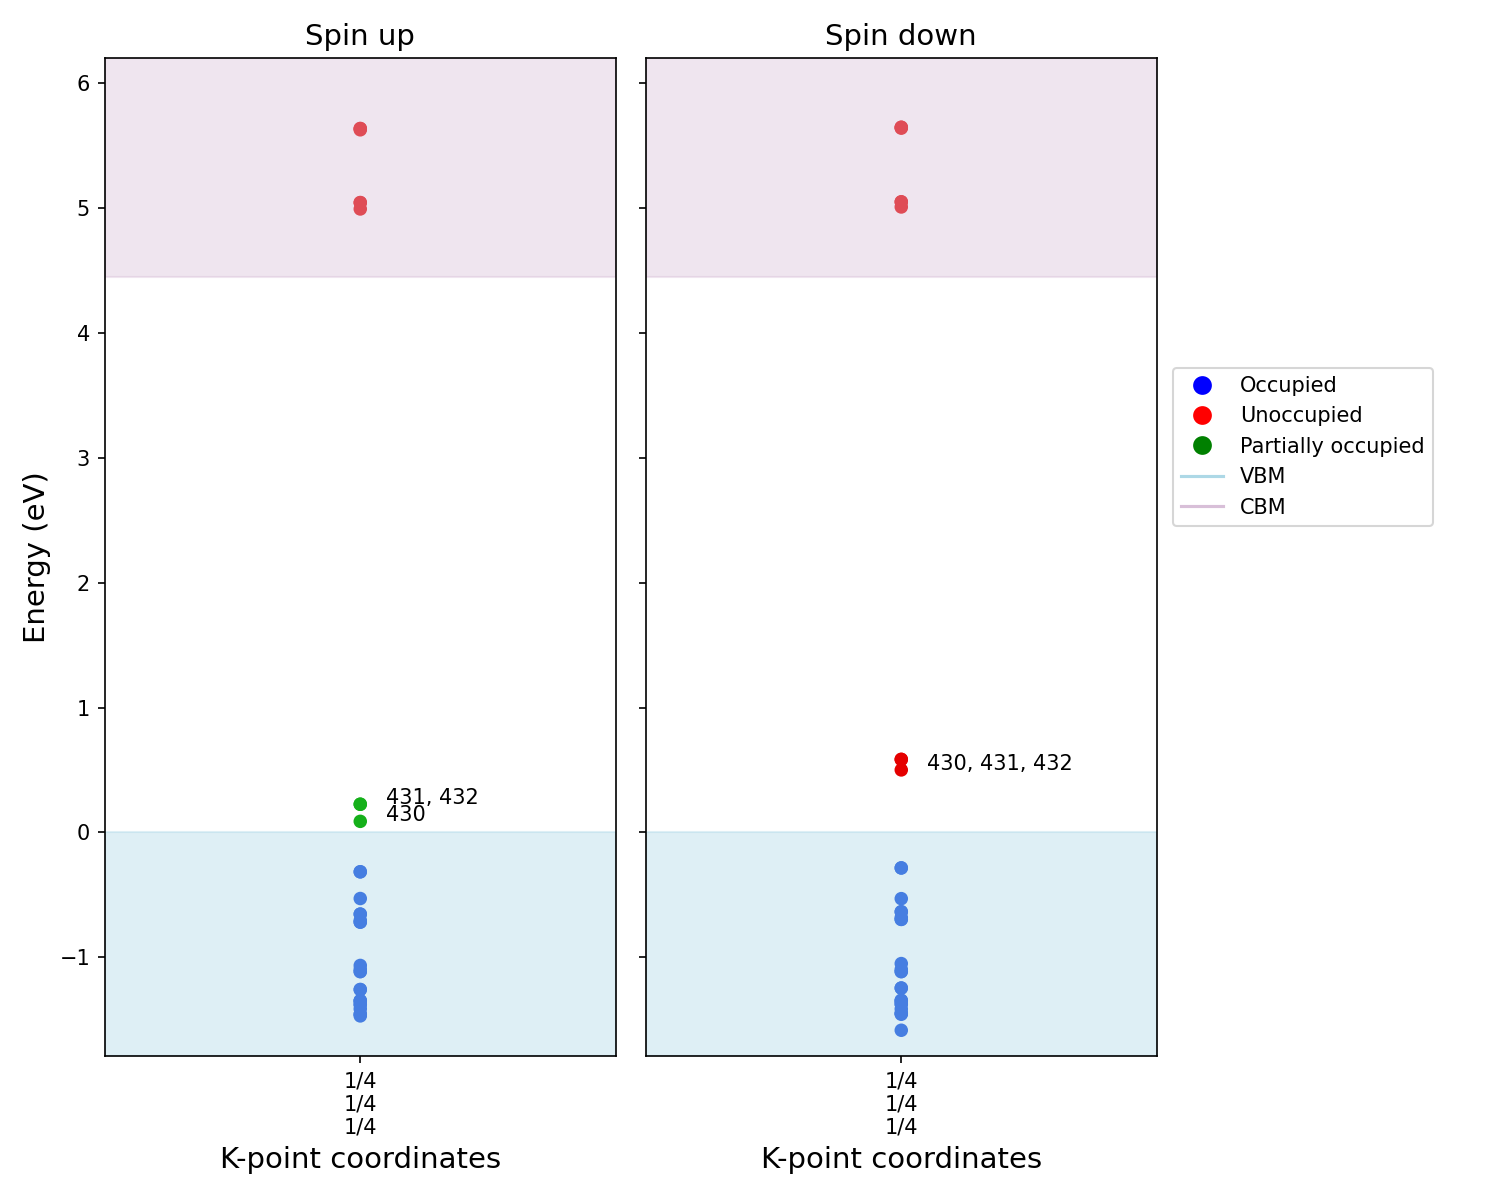 Spin up
Spin down
6
5
4
3
2
1
0
−1
Energy (eV)
431, 432
430
430, 431, 432
1/4
1/4
1/4
K-point coordinates
1/4
1/4
1/4
K-point coordinates
Occupied
Unoccupied
Partially occupied
VBM
CBM